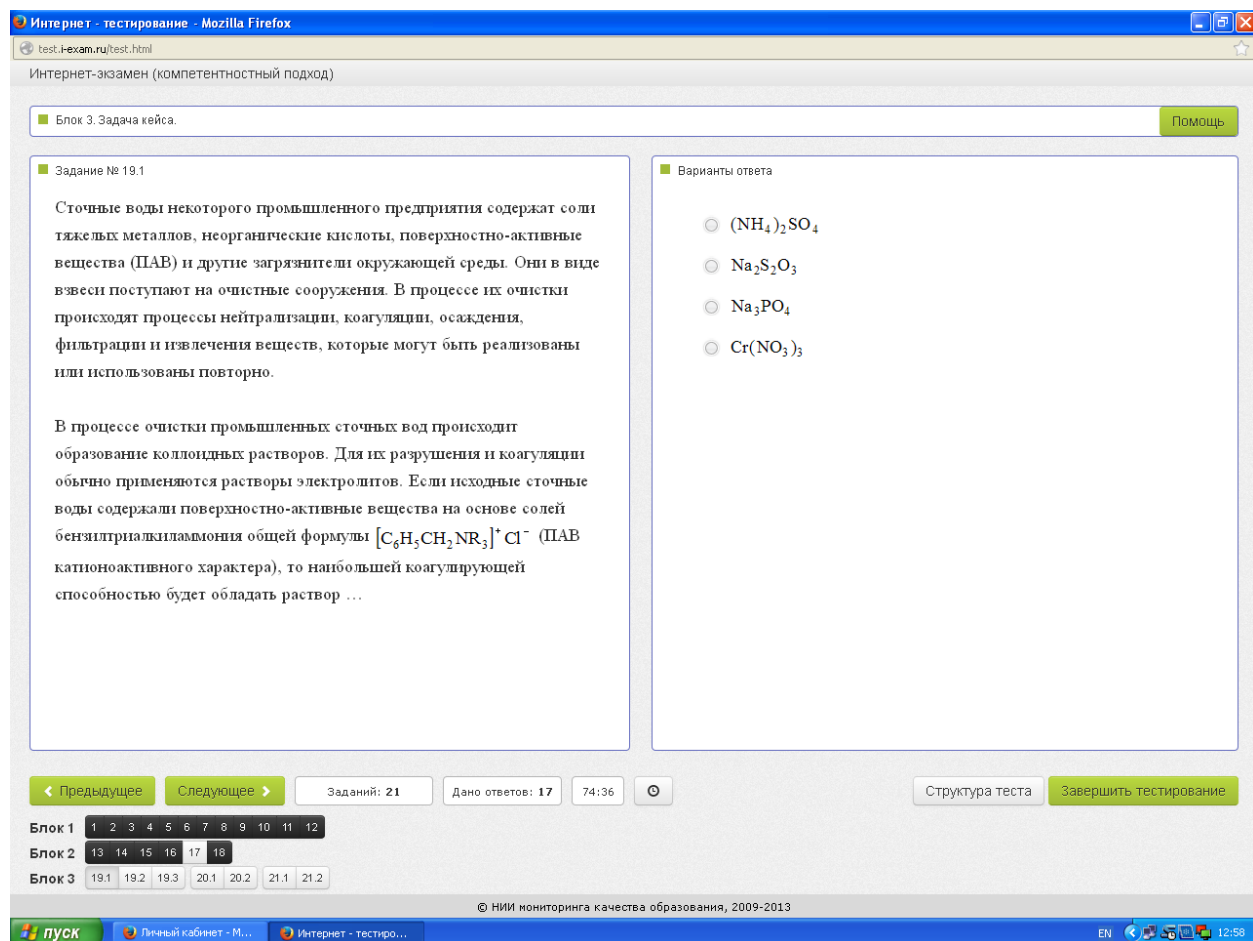 Интернет - тестирование - Mozilla Firefox
test.i-exam.ru/test.html
Интернет-экзамен (компетентностный подход)
Блок 3. Задача кейса.
Помощь
Задание № 19.1
Сточные воды некоторого промышленного предприятия содержат соли
тяжелых металлов, неорганические кислоты, поверхностно-активные
вещества (ПАВ) и другие загрязнители окружающей среды. Они в виде
взвеси поступают на очистные сооружения. В процессе их очистки
происходят процессы нейтрализации, коагуляции, осаждения,
фильтрации и извлечения веществ, которые могут быть реализованы
или использованы повторно.
В процессе очистки промышленных сточных вод происходит
образование коллоидных растворов. Для их разрушения и коагуляции
обычно применяются растворы электролитов. Если исходные сточные
воды содержали поверхностно-активные вещества на основе солей
бензилтриалкиламмония общей формулы [C₆H₅CH₂NR₃]⁺Cl⁻ (ПАВ
катионоактивного характера), то наибольшей коагулирующей
способностью будет обладать раствор …
Варианты ответа
(NH₄)₂SO₄
Na₂S₂O₃
Na₃PO₄
Cr(NO₃)₃
Предыдущее
Следующее
Заданий: 21
Дано ответов: 17
74:36
Структура теста
Завершить тестирование
Блок 1 1 2 3 4 5 6 7 8 9 10 11 12
Блок 2 13 14 15 16 17 18
Блок 3 19.1 19.2 19.3 20.1 20.2 21.1 21.2
© НИИ мониторинга качества образования, 2009-2013
пуск
Личный кабинет - M...
Интернет - тестиро...
EN
12:58